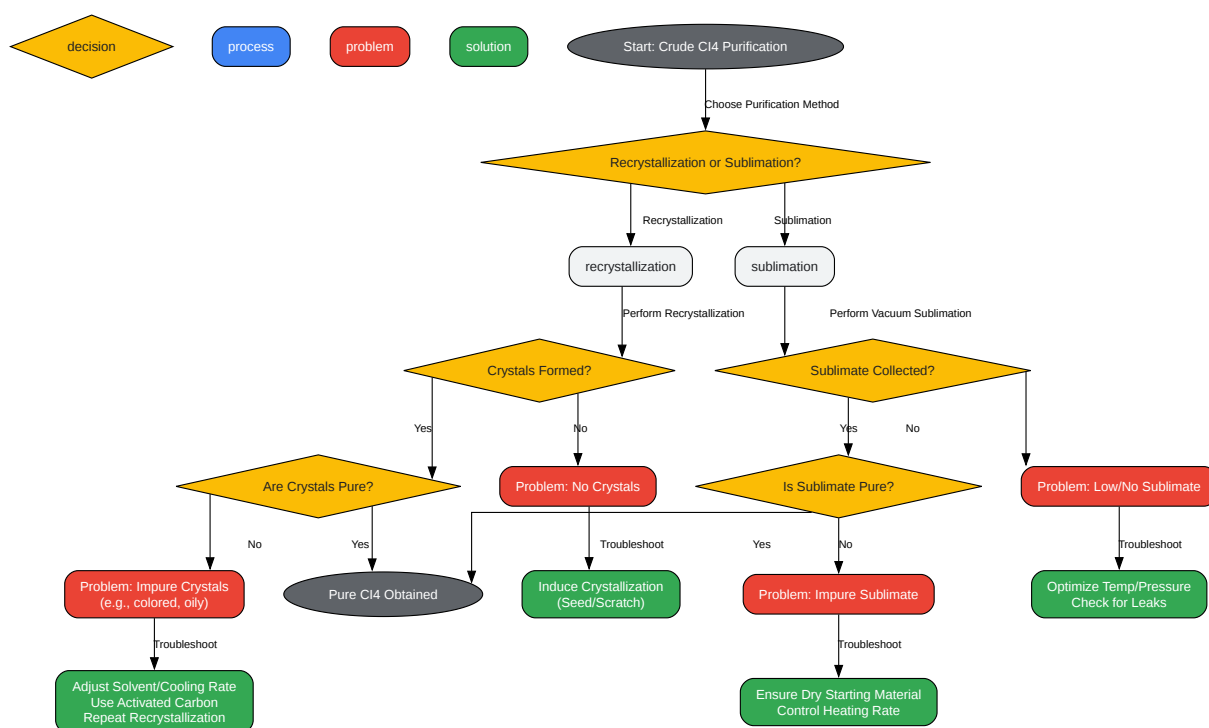 decision
process
problem
solution
Start: Crude CI4 Purification
Choose Purification Method
Recrystallization or Sublimation?
Recrystallization
Sublimation
recrystallization
sublimation
Perform Recrystallization
Perform Vacuum Sublimation
Crystals Formed?
Sublimate Collected?
Yes
No
Yes
No
Are Crystals Pure?
Problem: No Crystals
Is Sublimate Pure?
Problem: Low/No Sublimate
No
Yes
Troubleshoot
Yes
No
Troubleshoot
Problem: Impure Crystals
(e.g., colored, oily)
Pure CI4 Obtained
Induce Crystallization
(Seed/Scratch)
Problem: Impure Sublimate
Optimize Temp/Pressure
Check for Leaks
Troubleshoot
Troubleshoot
Adjust Solvent/Cooling Rate
Use Activated Carbon
Repeat Recrystallization
Ensure Dry Starting Material
Control Heating Rate